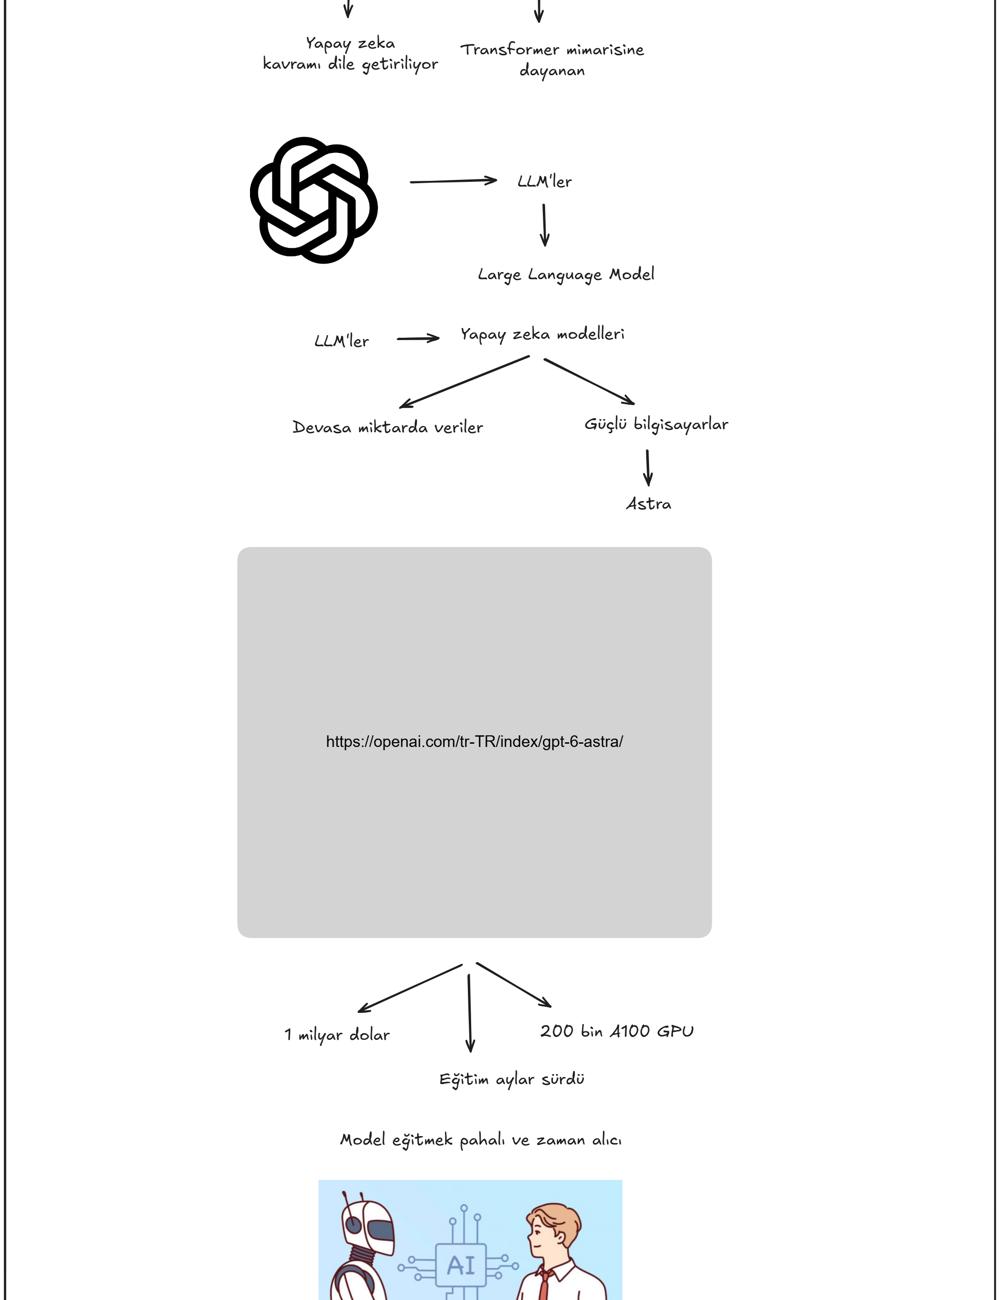 Yapay zeka
kavramı dile getiriliyor
Transformer mimarisine
dayanan
LLM'ler
Large Language Model
LLM'ler
Yapay zeka modelleri
Devasa miktarda veriler
Güçlü bilgisayarlar
Astra
https://openai.com/tr-TR/index/gpt-6-astra/
1 milyar dolar
200 bin A100 GPU
Eğitim aylar sürdü
Model eğitmek pahalı ve zaman alıcı
AI